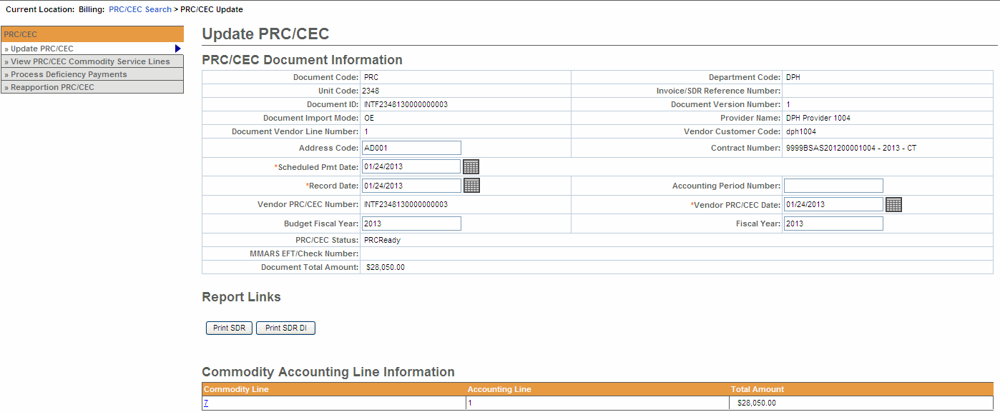 Current Location: Billing: PRC/CEC Search > PRC/CEC Update
PRC/CEC
» Update PRC/CEC
» View PRC/CEC Commodity Service Lines
» Process Deficiency Payments
» Reapportion PRC/CEC
Update PRC/CEC
PRC/CEC Document Information
Document Code: PRC Department Code: DPH
Unit Code: 2348 Invoice/SDR Reference Number:
Document ID: INTF2348130000000003 Document Version Number: 1
Document Import Mode: OE Provider Name: DPH Provider 1004
Document Vendor Line Number: 1 Vendor Customer Code: dph1004
Address Code: AD001 Contract Number: 9999BSAS201200001004 - 2013 - CT
*Scheduled Pmt Date: 01/24/2013
*Record Date: 01/24/2013 Accounting Period Number:
Vendor PRC/CEC Number: INTF2348130000000003 *Vendor PRC/CEC Date: 01/24/2013
Budget Fiscal Year: 2013 Fiscal Year: 2013
PRC/CEC Status: PRCReady
MMARS EFT/Check Number:
Document Total Amount: $28,050.00
Report Links
Print SDR Print SDR DI
Commodity Accounting Line Information
Commodity Line Accounting Line Total Amount
7 1 $28,050.00